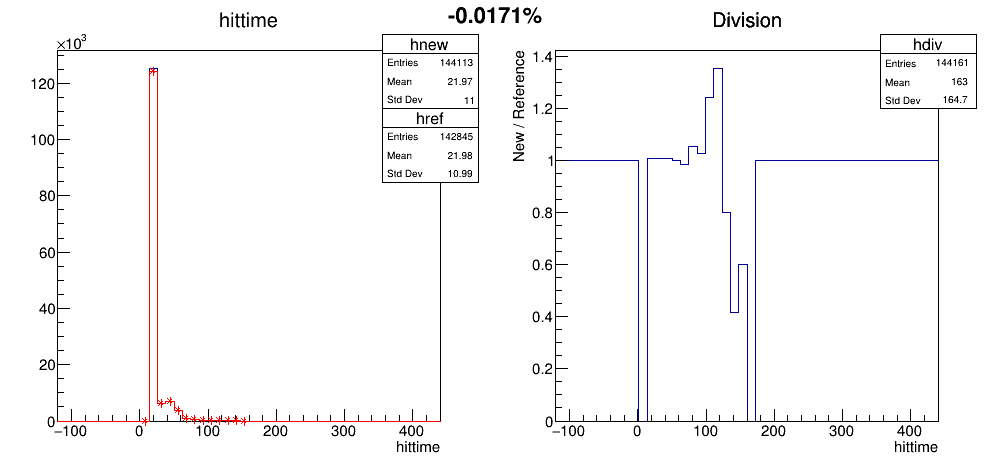 -0.0171%
hittime
×10³
120
100
80
60
40
20
0
−100 0 100 200 300 400
hittime
hnew
Entries 144113
Mean 21.97
Std Dev 11
href
Entries 142845
Mean 21.98
Std Dev 10.99
Division
New / Reference
1.4
1.2
1
0.8
0.6
0.4
0.2
0
−100 0 100 200 300 400
hittime
hdiv
Entries 144161
Mean 163
Std Dev 164.7